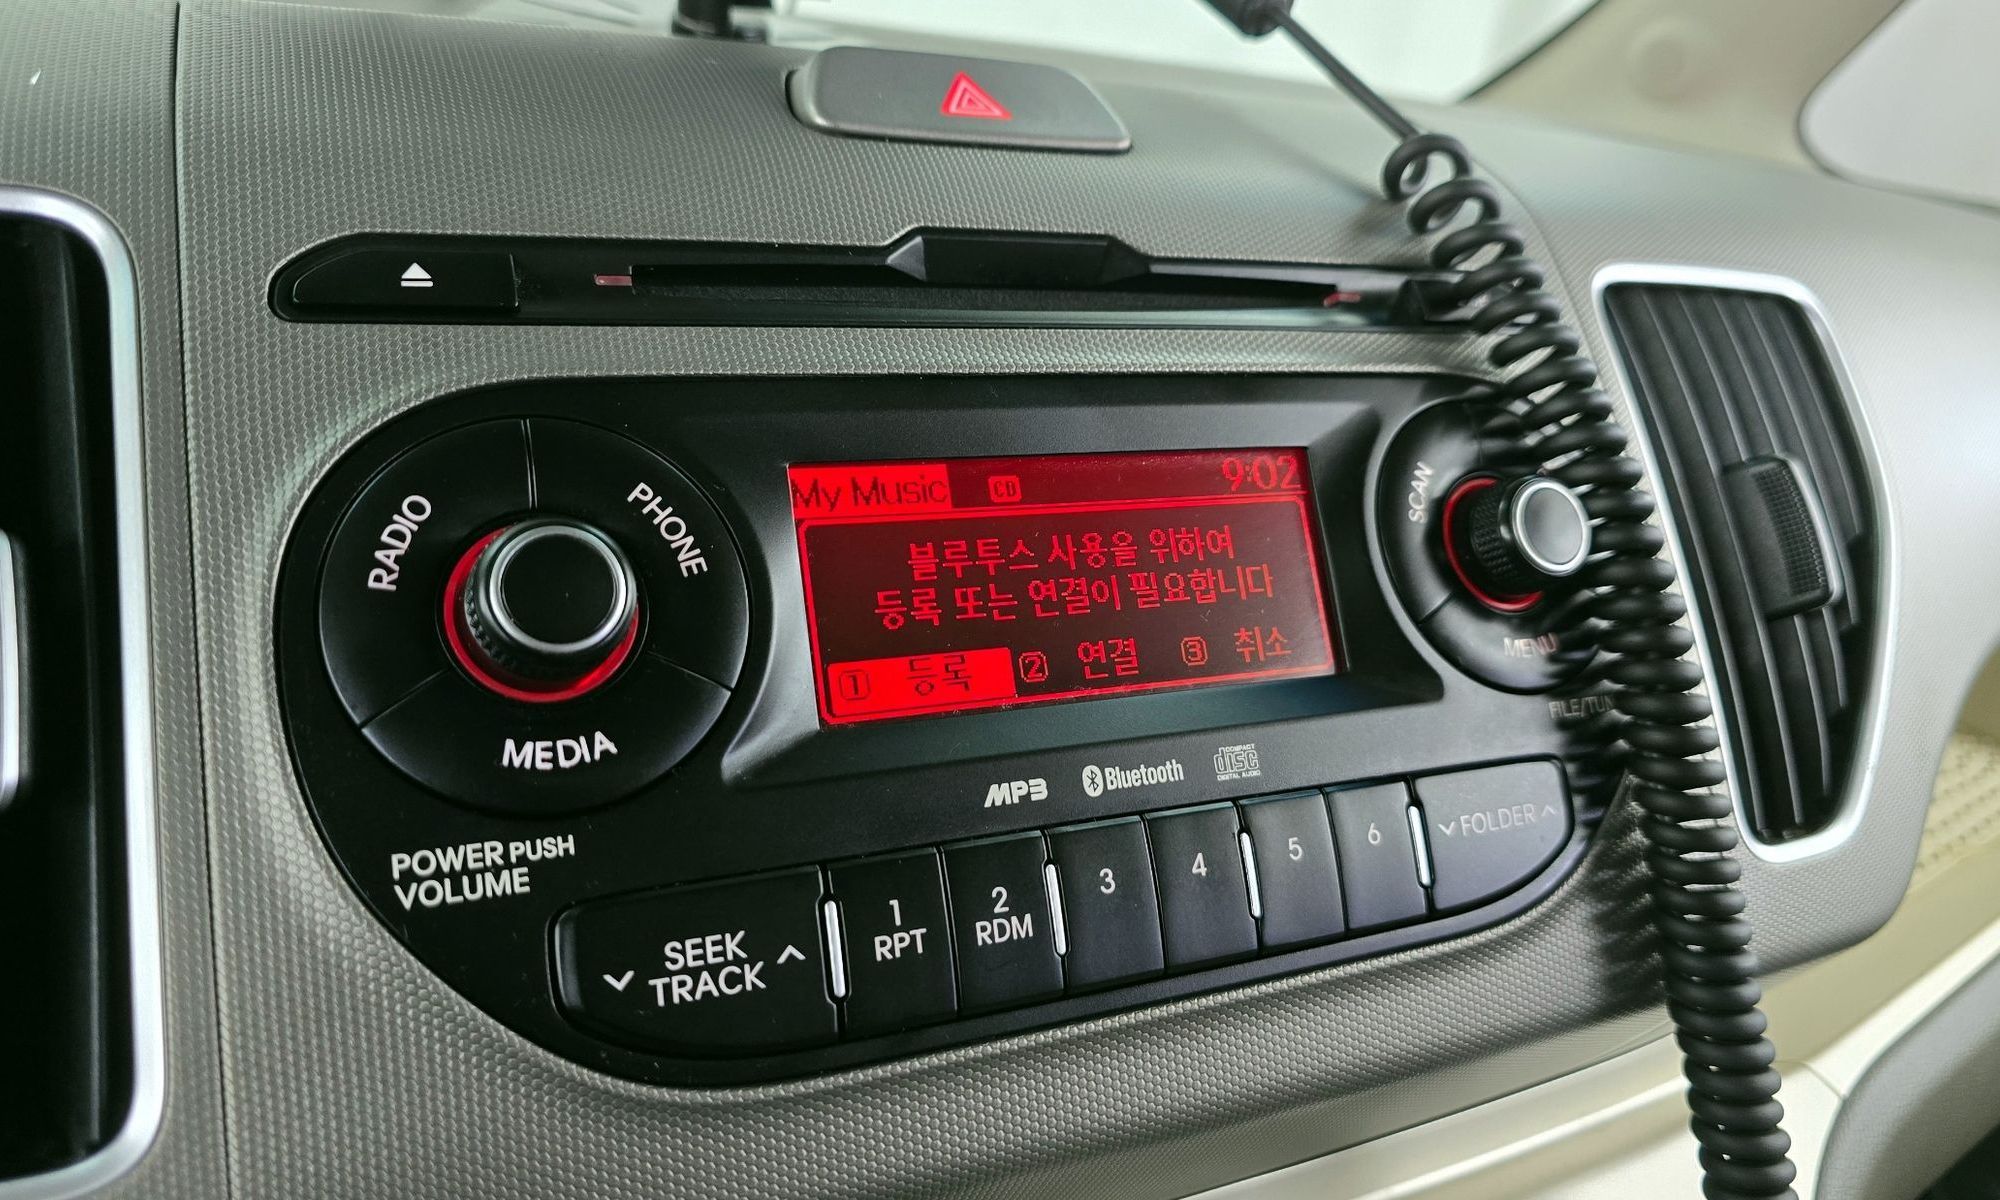 RADIO
PHONE
MEDIA
POWER PUSH
VOLUME
My Music CD 9:02
블루투스 사용을 위하여
등록 또는 연결이 필요합니다
1 등록 2 연결 3 취소
SCAN
MENU
MP3 Bluetooth COMPACT disc DIGITAL AUDIO
SEEK
TRACK
1
RPT
2
RDM
3
4
5
6
FOLDER